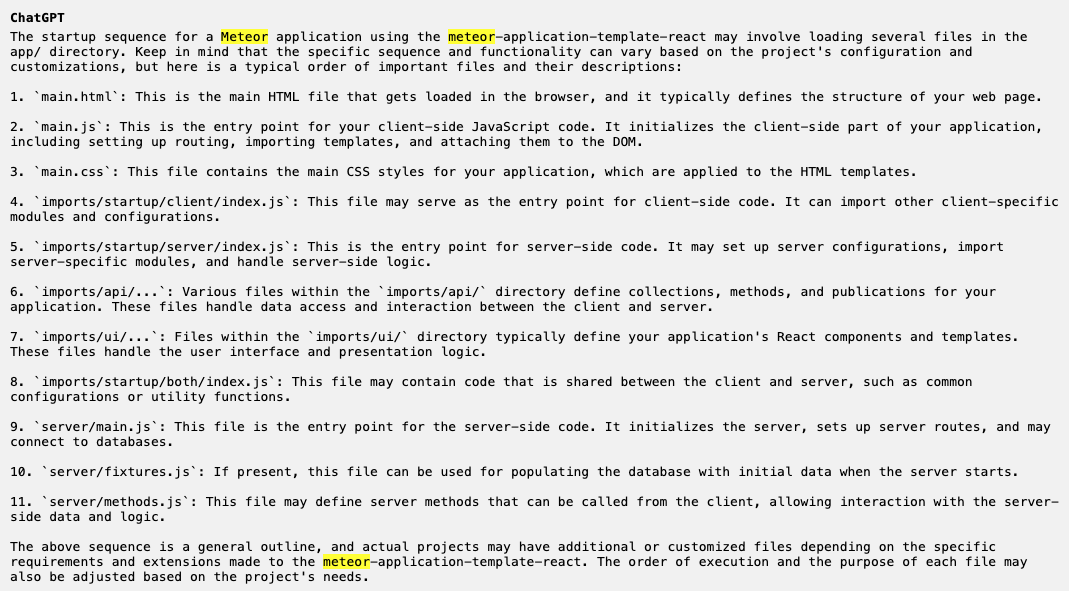 ChatGPT
The startup sequence for a Meteor application using the meteor-application-template-react may involve loading several files in the
app/ directory. Keep in mind that the specific sequence and functionality can vary based on the project's configuration and
customizations, but here is a typical order of important files and their descriptions:
1. `main.html`: This is the main HTML file that gets loaded in the browser, and it typically defines the structure of your web page.
2. `main.js`: This is the entry point for your client-side JavaScript code. It initializes the client-side part of your application,
including setting up routing, importing templates, and attaching them to the DOM.
3. `main.css`: This file contains the main CSS styles for your application, which are applied to the HTML templates.
4. `imports/startup/client/index.js`: This file may serve as the entry point for client-side code. It can import other client-specific
modules and configurations.
5. `imports/startup/server/index.js`: This is the entry point for server-side code. It may set up server configurations, import
server-specific modules, and handle server-side logic.
6. `imports/api/...`: Various files within the `imports/api/` directory define collections, methods, and publications for your
application. These files handle data access and interaction between the client and server.
7. `imports/ui/...`: Files within the `imports/ui/` directory typically define your application's React components and templates.
These files handle the user interface and presentation logic.
8. `imports/startup/both/index.js`: This file may contain code that is shared between the client and server, such as common
configurations or utility functions.
9. `server/main.js`: This file is the entry point for the server-side code. It initializes the server, sets up server routes, and may
connect to databases.
10. `server/fixtures.js`: If present, this file can be used for populating the database with initial data when the server starts.
11. `server/methods.js`: This file may define server methods that can be called from the client, allowing interaction with the server-
side data and logic.
The above sequence is a general outline, and actual projects may have additional or customized files depending on the specific
requirements and extensions made to the meteor-application-template-react. The order of execution and the purpose of each file may
also be adjusted based on the project's needs.